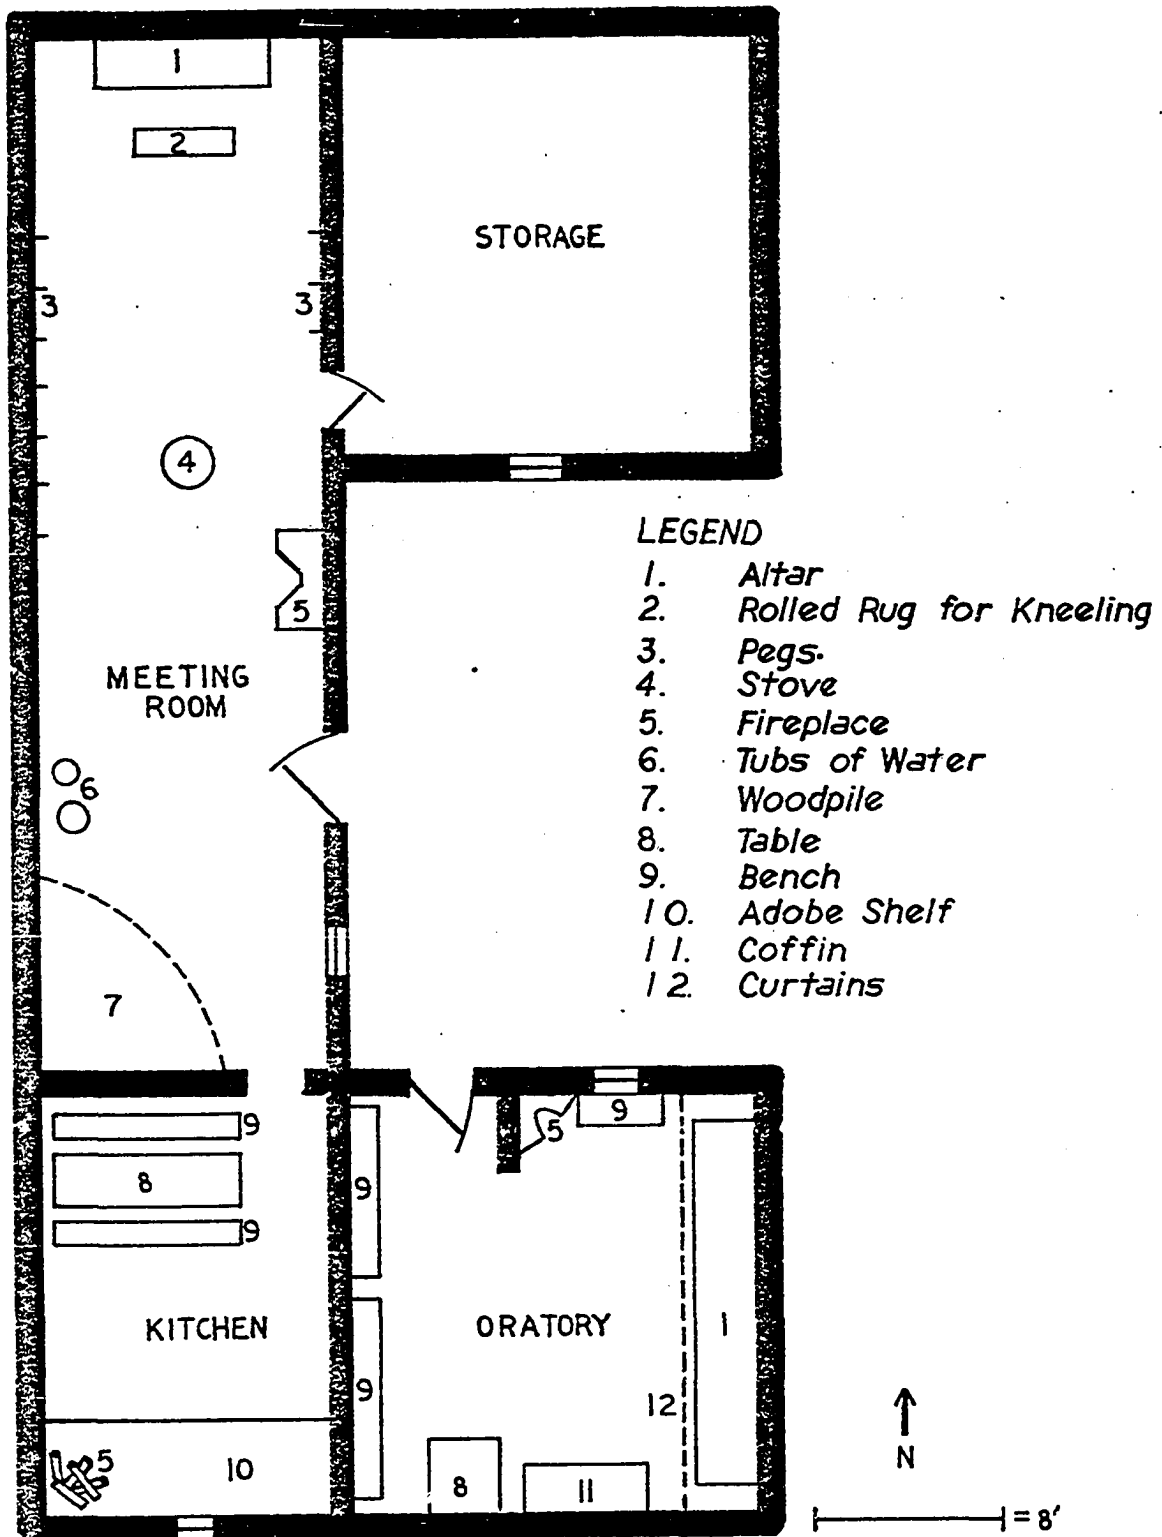 1
2
STORAGE
3
3
4
LEGEND
1. Altar
2. Rolled Rug for Kneeling
3. Pegs.
4. Stove
5. Fireplace
6. Tubs of Water
7. Woodpile
8. Table
9. Bench
10. Adobe Shelf
11. Coffin
12. Curtains
5
MEETING
ROOM
6
7
9
8
9
KITCHEN
5
10
5
9
9
9
ORATORY
1
12
8
11
N
= 8'